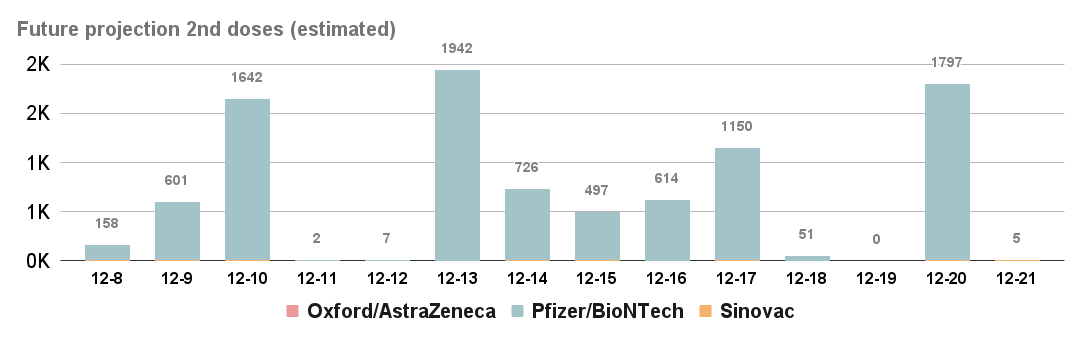 Future projection 2nd doses (estimated)
2K
2K
1K
1K
0K
158
601
1642
2
7
1942
726
497
614
1150
51
0
1797
5
12-8 12-9 12-10 12-11 12-12 12-13 12-14 12-15 12-16 12-17 12-18 12-19 12-20 12-21
Oxford/AstraZeneca Pfizer/BioNTech Sinovac